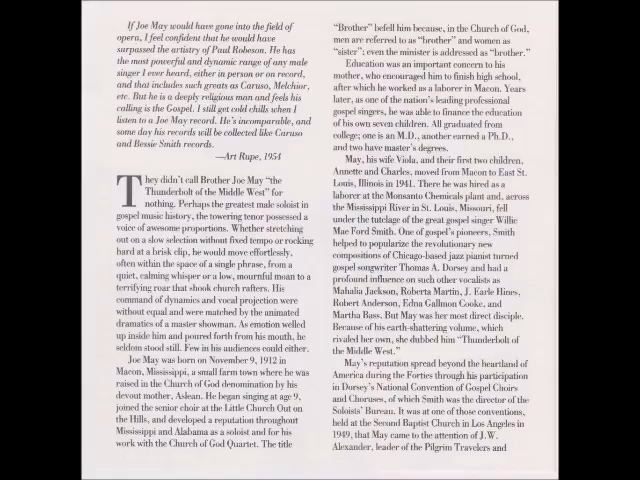 If Joe May would have gone into the field of
opera, I feel confident that he would have
surpassed the artistry of Paul Robeson. He has
the most powerful and dynamic range of any male
singer I ever heard, either in person or on record,
and that includes such greats as Caruso, Melchior,
etc. But he is a deeply religious man and feels his
calling is the Gospel. I still get cold chills when I
listen to a Joe May record. He's incomparable, and
some day his records will be collected like Caruso
and Bessie Smith records.
—Art Rupe, 1954
They didn't call Brother Joe May "the
Thunderbolt of the Middle West" for
nothing. Perhaps the greatest male soloist in
gospel music history, the towering tenor possessed a
voice of awesome proportions. Whether stretching
out on a slow selection without fixed tempo or rocking
hard at a brisk clip, he would move effortlessly,
often within the space of a single phrase, from a
quiet, calming whisper or a low, mournful moan to a
terrifying roar that shook church rafters. His
command of dynamics and vocal projection were
without equal and were matched by the animated
dramatics of a master showman. As emotion welled
up inside him and poured forth from his mouth, he
seldom stood still. Few in his audiences could either.
Joe May was born on November 9, 1912 in
Macon, Mississippi, a small farm town where he was
raised in the Church of God denomination by his
devout mother, Aslean. He began singing at age 9,
joined the senior choir at the Little Church Out on
the Hills, and developed a reputation throughout
Mississippi and Alabama as a soloist and for his
work with the Church of God Quartet. The title
"Brother" befell him because, in the Church of God,
men are referred to as "brother" and women as
"sister"; even the minister is addressed as "brother."
Education was an important concern to his
mother, who encouraged him to finish high school,
after which he worked as a laborer in Macon. Years
later, as one of the nation's leading professional
gospel singers, he was able to finance the education
of his own seven children. All graduated from
college; one is an M.D., another earned a Ph.D.,
and two have master's degrees.
May, his wife Viola, and their first two children,
Annette and Charles, moved from Macon to East St.
Louis, Illinois in 1941. There he was hired as a
laborer at the Monsanto Chemicals plant and, across
the Mississippi River in St. Louis, Missouri, fell
under the tutelage of the great gospel singer Willie
Mae Ford Smith. One of gospel's pioneers, Smith
helped to popularize the revolutionary new
compositions of Chicago-based jazz pianist turned
gospel songwriter Thomas A. Dorsey and had a
profound influence on such other vocalists as
Mahalia Jackson, Roberta Martin, J. Earle Hines,
Robert Anderson, Edna Gallmon Cooke, and
Martha Bass. But May was her most direct disciple.
Because of his earth-shattering volume, which
rivaled her own, she dubbed him "Thunderbolt of
the Middle West."
May's reputation spread beyond the heartland of
America during the Forties through his participation
in Dorsey's National Convention of Gospel Choirs
and Choruses, of which Smith was the director of the
Soloists' Bureau. It was at one of those conventions,
held at the Second Baptist Church in Los Angeles in
1949, that May came to the attention of J.W.
Alexander, leader of the Pilgrim Travelers and